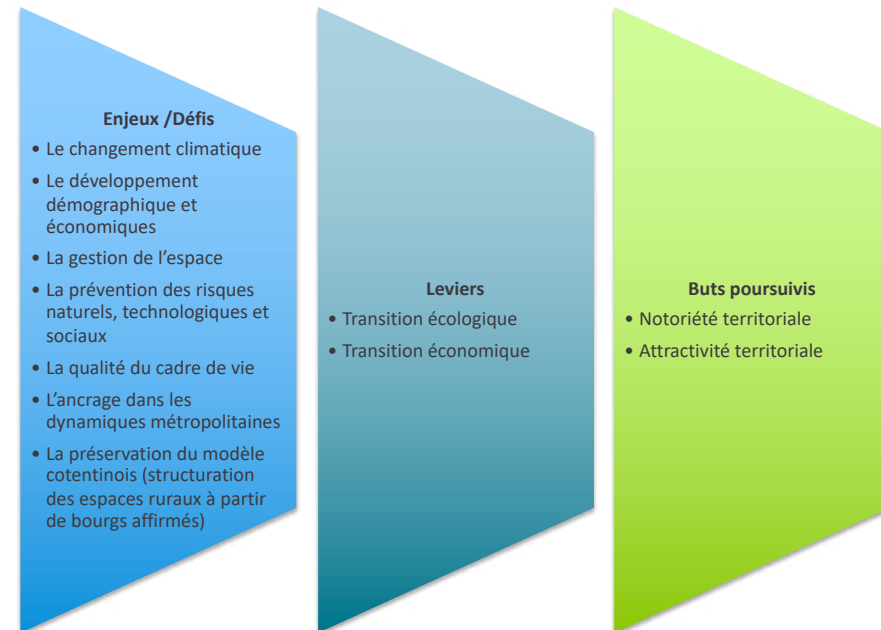 Enjeux /Défis
• Le changement climatique
• Le développement
démographique et
économiques
• La gestion de l’espace
• La prévention des risques
naturels, technologiques et
sociaux
• La qualité du cadre de vie
• L’ancrage dans les
dynamiques métropolitaines
• La préservation du modèle
cotentinois (structuration
des espaces ruraux à partir
de bourgs affirmés)
Leviers
• Transition écologique
• Transition économique
Buts poursuivis
• Notoriété territoriale
• Attractivité territoriale